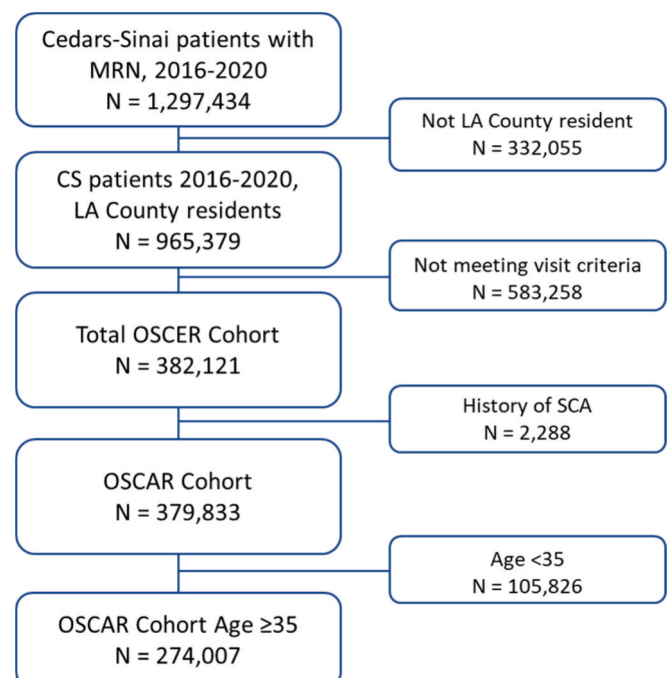 Cedars-Sinai patients with
MRN, 2016-2020
N = 1,297,434
Not LA County resident
N = 332,055
CS patients 2016-2020,
LA County residents
N = 965,379
Not meeting visit criteria
N = 583,258
Total OSCER Cohort
N = 382,121
History of SCA
N = 2,288
OSCAR Cohort
N = 379,833
Age <35
N = 105,826
OSCAR Cohort Age ≥35
N = 274,007